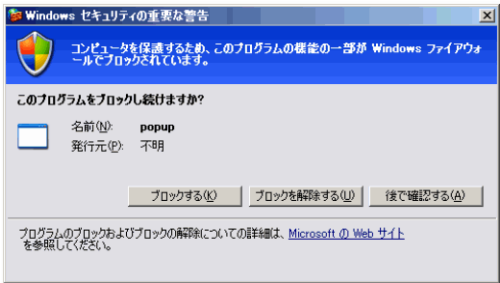 Windows セキュリティの重要な警告
コンピュータを保護するため、このプログラムの機能の一部が Windows ファイアウォ
ールでブロックされています。
このプログラムをブロックし続けますか?
名前(N): popup
発行元(P): 不明
ブロックする(K) ブロックを解除する(U) 後で確認する(A)
プログラムのブロックおよびブロックの解除についての詳細は、Microsoft の Web サイト
を参照してください。